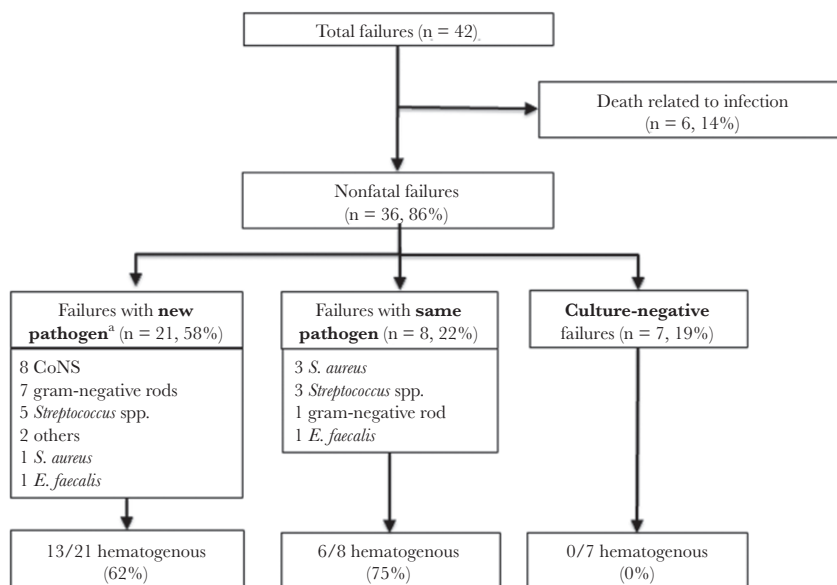 Total failures (n = 42)
Death related to infection
(n = 6, 14%)
Nonfatal failures
(n = 36, 86%)
Failures with new
pathogenᵃ (n = 21, 58%)
8 CoNS
7 gram-negative rods
5 Streptococcus spp.
2 others
1 S. aureus
1 E. faecalis
13/21 hematogenous
(62%)
Failures with same
pathogen (n = 8, 22%)
3 S. aureus
3 Streptococcus spp.
1 gram-negative rod
1 E. faecalis
6/8 hematogenous
(75%)
Culture-negative
failures (n = 7, 19%)
0/7 hematogenous
(0%)